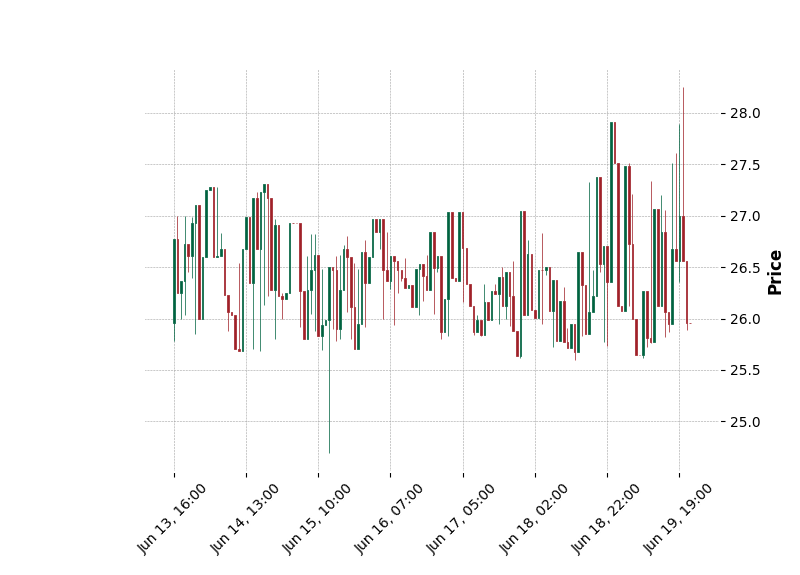 28.0
27.5
27.0
26.5
26.0
25.5
25.0
Price
Jun 13, 16:00
Jun 14, 13:00
Jun 15, 10:00
Jun 16, 07:00
Jun 17, 05:00
Jun 18, 02:00
Jun 18, 22:00
Jun 19, 19:00